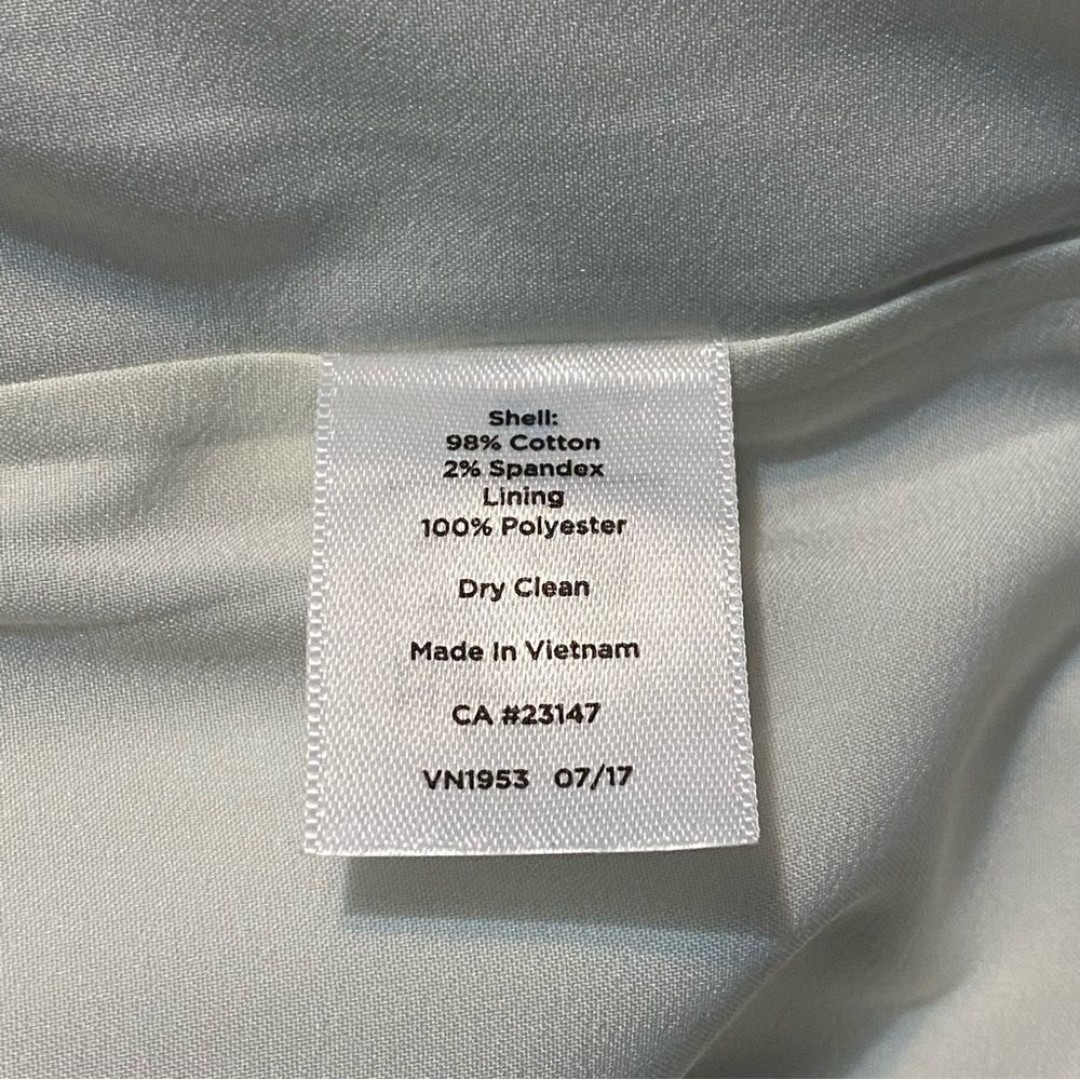 Shell:
98% Cotton
2% Spandex
Lining
100% Polyester
Dry Clean
Made In Vietnam
CA #23147
VN1953 07/17